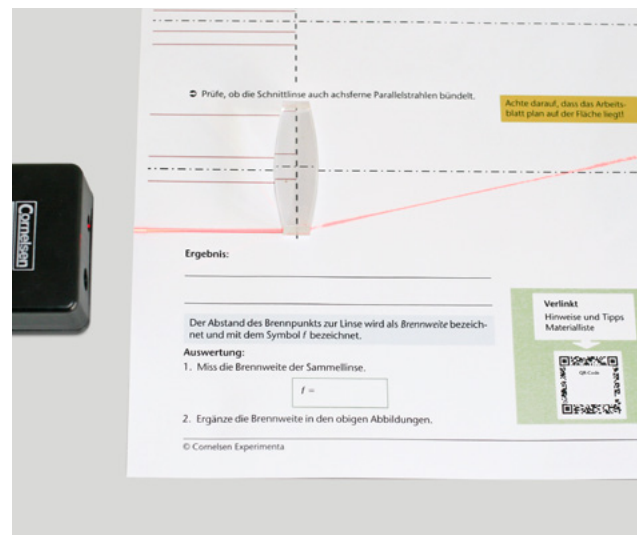 ➲ Prüfe, ob die Schnittlinse auch achsferne Parallelstrahlen bündelt.
Achte darauf, dass das Arbeits-
blatt plan auf der Fläche liegt!
Cornelsen
Ergebnis:
Der Abstand des Brennpunkts zur Linse wird als Brennweite bezeich-
net und mit dem Symbol f bezeichnet.
Auswertung:
1. Miss die Brennweite der Sammellinse.
f =
2. Ergänze die Brennweite in den obigen Abbildungen.
Verlinkt
Hinweise und Tipps
Materialliste
QR-Code
© Cornelsen Experimenta